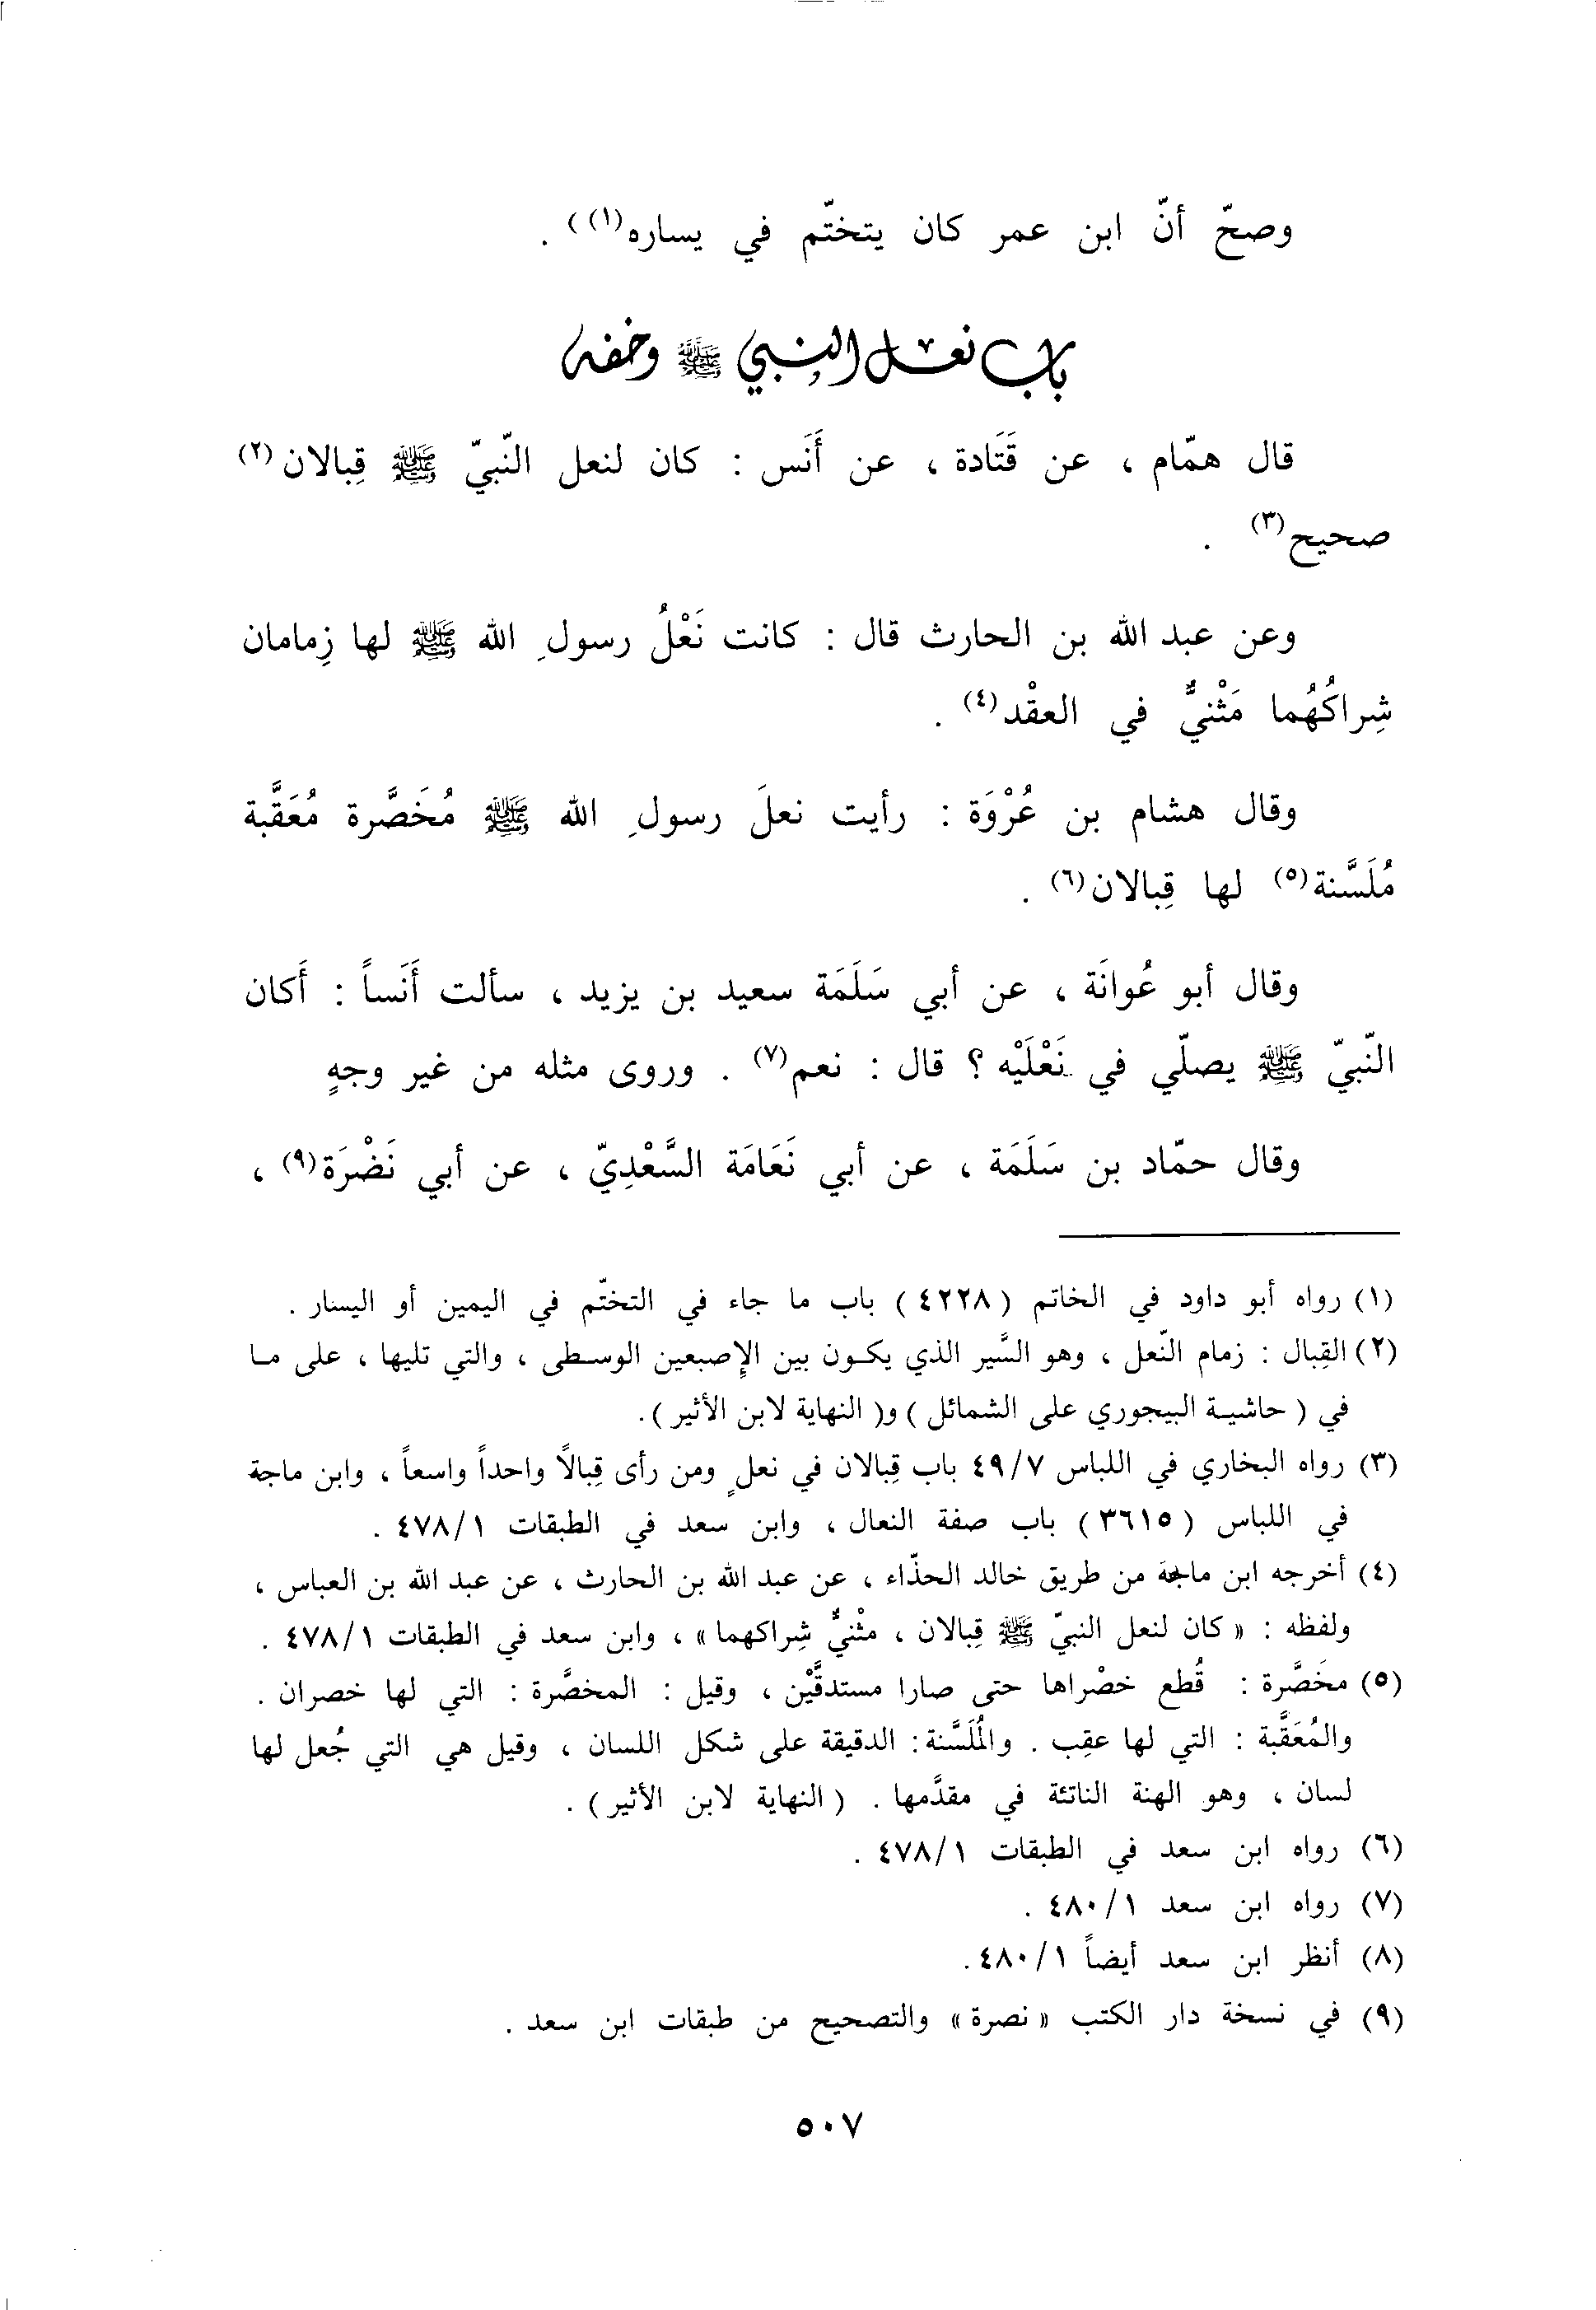 وصحّ أنّ ابن عمر كان يتختّم في يساره(١)) .
باب نعل النبي ﷺ وخفه
قال همّام ، عن قَتَادة ، عن أَنَس : كان لنعل النّبيّ ﷺ قِبالان(٢)
صحيح(٣) .
وعن عبد الله بن الحارث قال : كانت نَعْلُ رسولِ الله ﷺ لها زِمامان
شِراكُهُما مَثْنيٌّ في العقْد(٤) .
وقال هشام بن عُرْوَة : رأيت نعلَ رسولِ الله ﷺ مُخَصَّرة مُعَقَّبة
مُلَسَّنة(٥) لها قِبالان(٦) .
وقال أبو عُوانَة ، عن أبي سَلَمَة سعيد بن يزيد ، سألت أَنَساً : أَكان
النّبيّ ﷺ يصلّي في نَعْلَيْه ؟ قال : نعم(٧) . وروى مثله من غير وجهٍ
وقال حمّاد بن سَلَمَة ، عن أبي نَعَامَة السَّعْدِيّ ، عن أبي نَضْرَة(٩) ،
(١) رواه أبو داود في الخاتم ( ٤٢٢٨ ) باب ما جاء في التختّم في اليمين أو اليسار .
(٢) القِبال : زمام النّعل ، وهو السَّير الذي يكون بين الإصبعين الوسطى ، والتي تليها ، على ما
في ( حاشية البيجوري على الشمائل ) و( النهاية لابن الأثير ).
(٣) رواه البخاري في اللباس ٤٩/٧ باب قِبالان في نعلٍ ومن رأى قِبالاً واحداً واسعاً ، وابن ماجة
في اللباس ( ٣٦١٥ ) باب صفة النعال ، وابن سعد في الطبقات ٤٧٨/١ .
(٤) أخرجه ابن ماجة من طريق خالد الحذّاء ، عن عبد الله بن الحارث ، عن عبد الله بن العباس ،
ولفظه : « كان لنعل النبيّ ﷺ قِبالان ، مثْنيٌّ شِراكهما » ، وابن سعد في الطبقات ٤٧٨/١ .
(٥) مخَصَّرة : قُطع خصْراها حتى صارا مستدقَّيْن ، وقيل : المخصَّرة : التي لها خصران .
والمُعَقَّبة : التي لها عقِب . والمُلَسَّنة : الدقيقة على شكل اللسان ، وقيل هي التي جُعل لها
لسان ، وهو الهنة الناتئة في مقدَّمها . ( النهاية لابن الأثير ) .
(٦) رواه ابن سعد في الطبقات ٤٧٨/١ .
(٧) رواه ابن سعد ٤٨٠/١ .
(٨) أنظر ابن سعد أيضاً ٤٨٠/١ .
(٩) في نسخة دار الكتب « نصرة » والتصحيح من طبقات ابن سعد .
٥٠٧